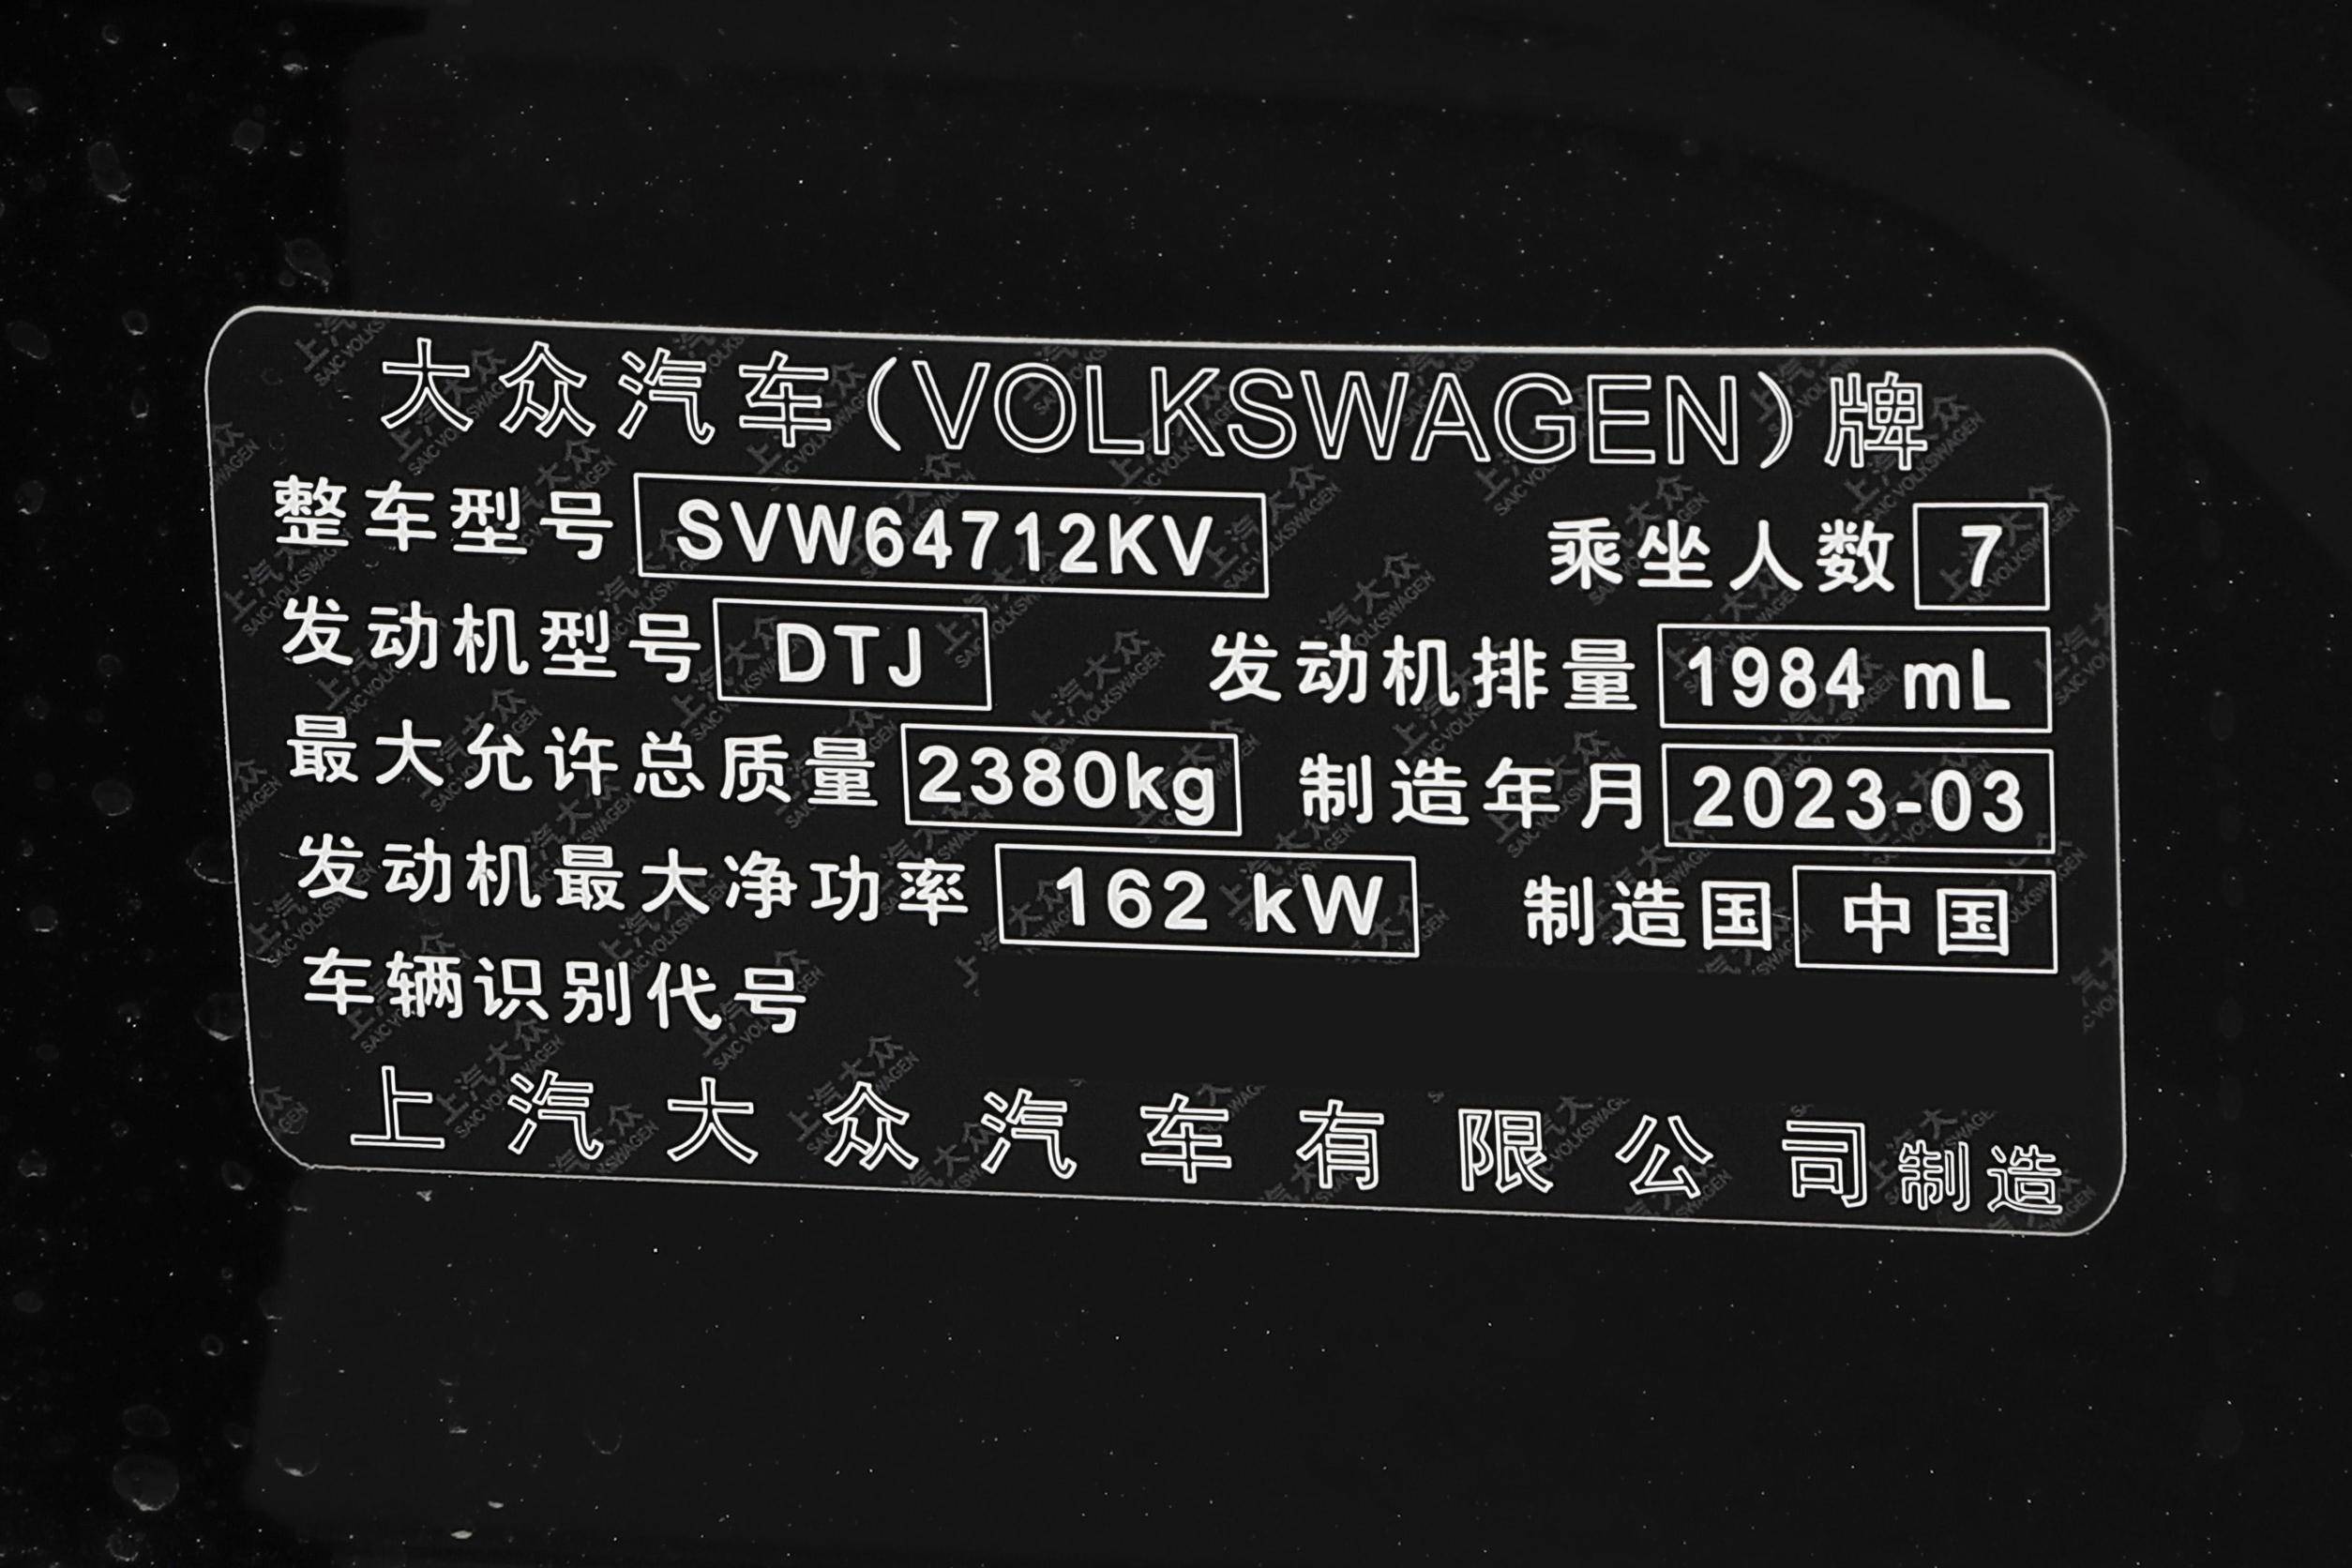 大众汽车(VOLKSWAGEN)牌
整车型号 SVW64712KV 乘坐人数 7
发动机型号 DTJ 发动机排量 1984 mL
最大允许总质量 2380kg 制造年月 2023-03
发动机最大净功率 162 kW 制造国 中国
车辆识别代号
上汽大众汽车有限公司制造